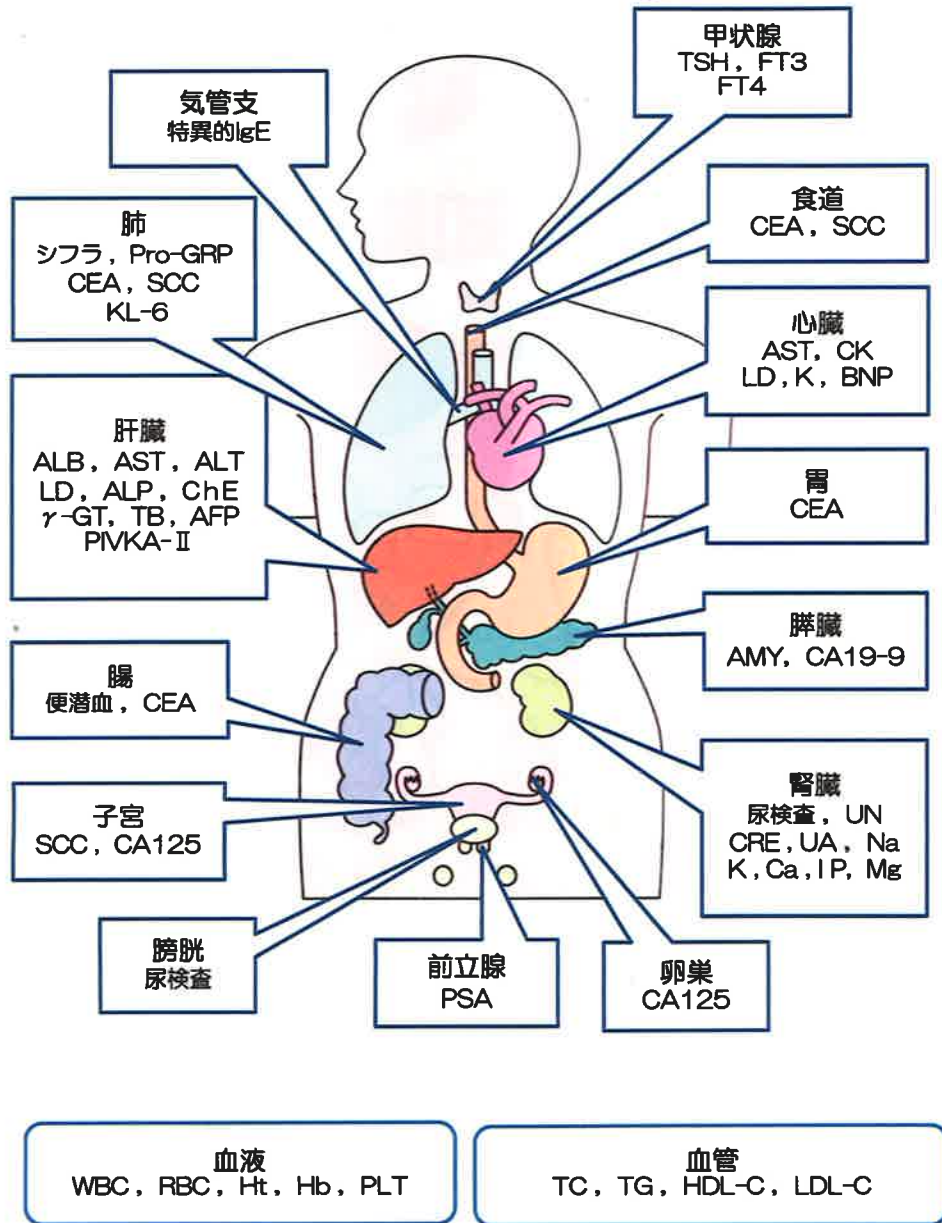 甲状腺
TSH, FT3
FT4
気管支
特異的IgE
肺
シフラ, Pro-GRP
CEA, SCC
KL-6
食道
CEA, SCC
心臓
AST, CK
LD, K, BNP
肝臓
ALB, AST, ALT
LD, ALP, ChE
γ-GT, TB, AFP
PIVKA-Ⅱ
胃
CEA
膵臓
AMY, CA19-9
腸
便潜血, CEA
腎臓
尿検査, UN
CRE, UA, Na
K, Ca, IP, Mg
子宮
SCC, CA125
膀胱
尿検査
前立腺
PSA
卵巣
CA125
血液
WBC, RBC, Ht, Hb, PLT
血管
TC, TG, HDL-C, LDL-C